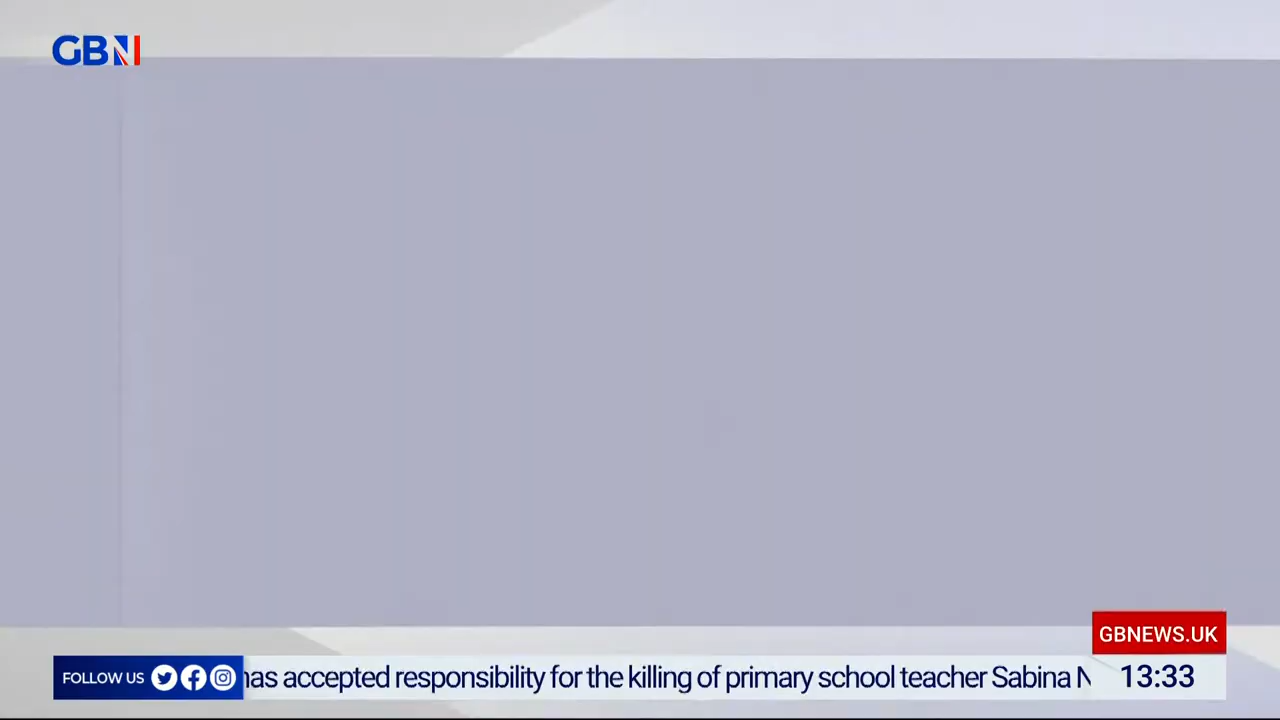 GBN
GBNEWS.UK
FOLLOW US
has accepted responsibility for the killing of primary school teacher Sabina N
13:33